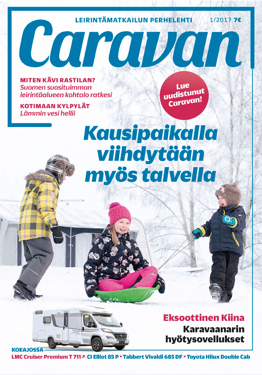 LEIRINTÄMATKAILUN PERHELEHTI
1/2017 7€
Caravan
MITEN KÄVI RASTILAN?
Suomen suosituimman
leirintäalueen kohtalo ratkesi
KOTIMAAN KYLPYLÄT
Lämmin vesi hellii
Lue
uudistunut
Caravan!
Kausipaikalla
viihdytään
myös talvella
Eksoottinen Kiina
Karavaanarin
hyötysovellukset
KOEAJOSSA
LMC Cruiser Premium T 711 • CI Elliot 85 P • Tabbert Vivaldi 685 DF • Toyota Hilux Double Cab